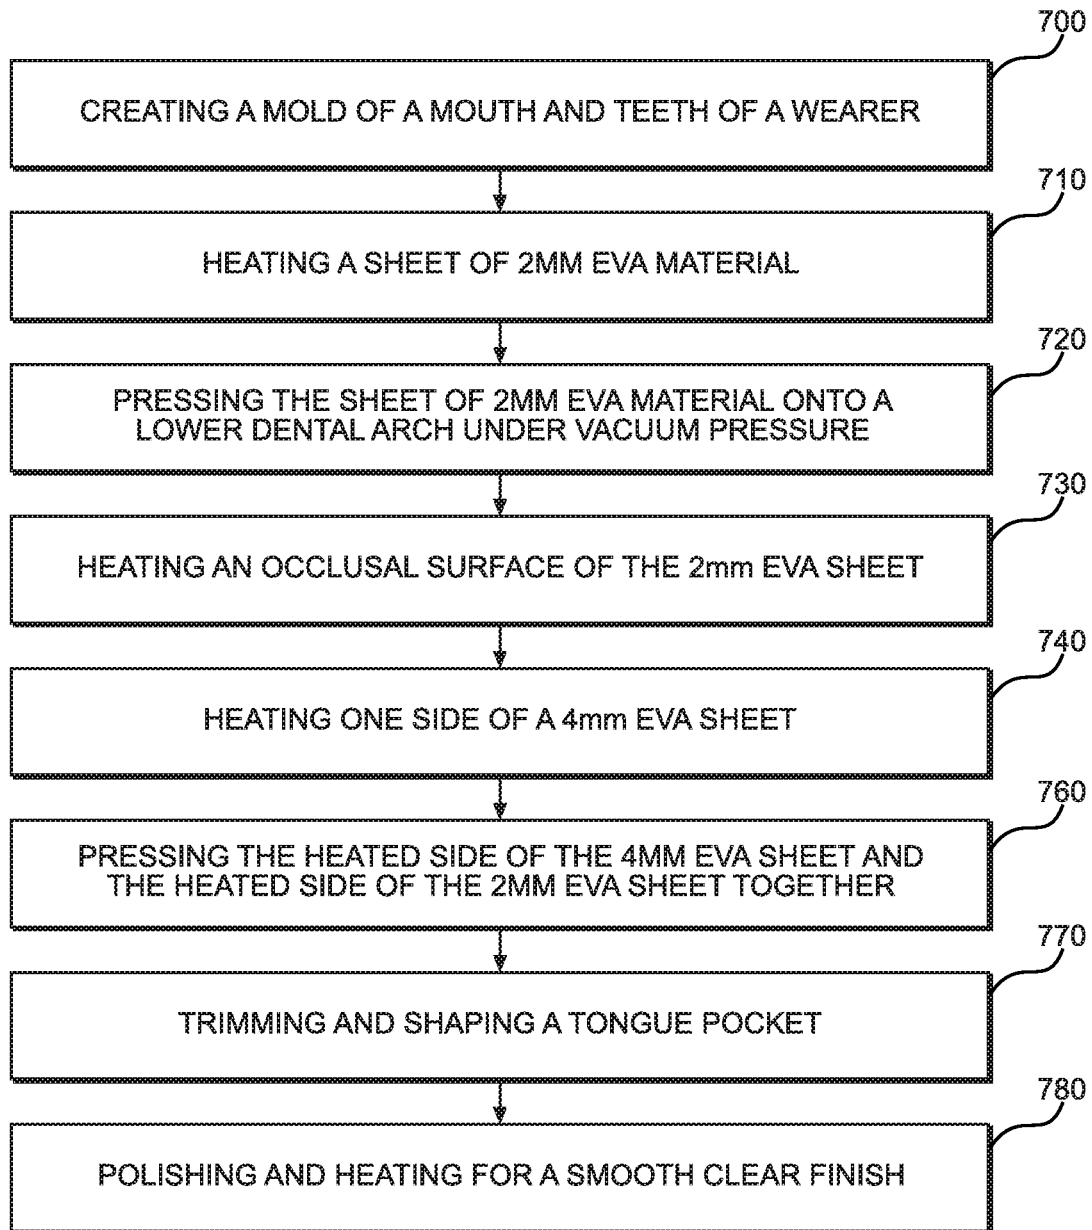 700
CREATING A MOLD OF A MOUTH AND TEETH OF A WEARER
710
HEATING A SHEET OF 2MM EVA MATERIAL
720
PRESSING THE SHEET OF 2MM EVA MATERIAL ONTO A
LOWER DENTAL ARCH UNDER VACUUM PRESSURE
730
HEATING AN OCCLUSAL SURFACE OF THE 2mm EVA SHEET
740
HEATING ONE SIDE OF A 4mm EVA SHEET
760
PRESSING THE HEATED SIDE OF THE 4MM EVA SHEET AND
THE HEATED SIDE OF THE 2MM EVA SHEET TOGETHER
770
TRIMMING AND SHAPING A TONGUE POCKET
780
POLISHING AND HEATING FOR A SMOOTH CLEAR FINISH